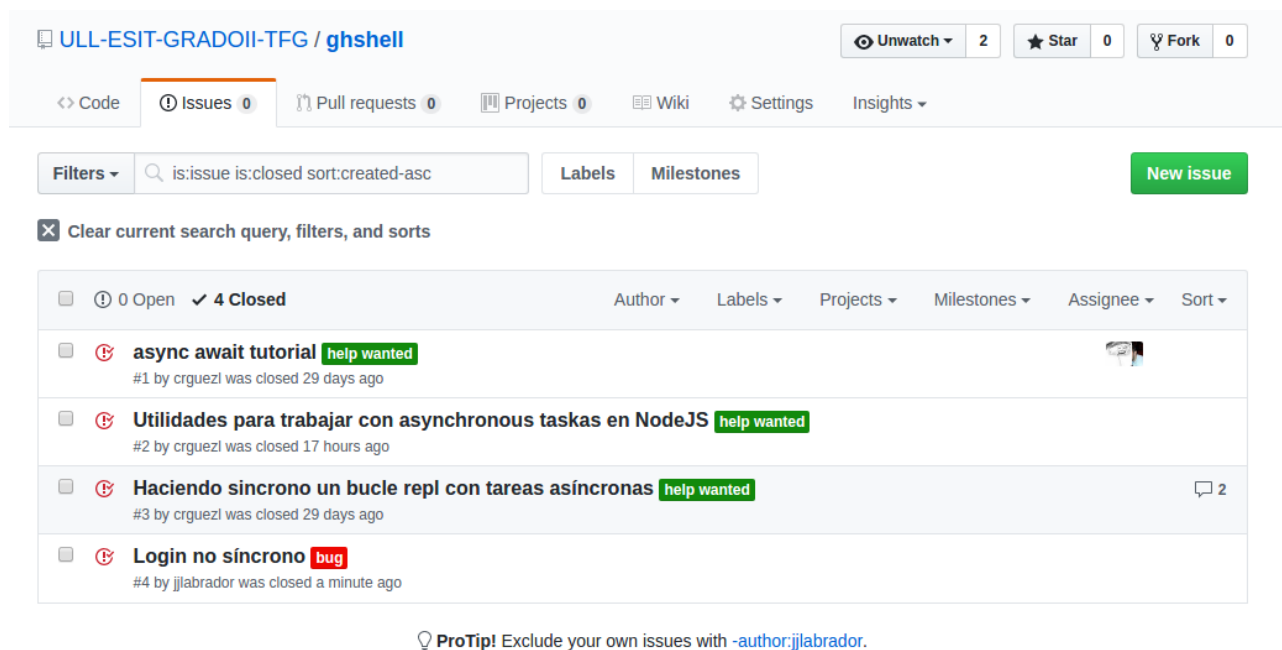 ULL-ESIT-GRADOII-TFG / ghshell
Unwatch 2 Star 0 Fork 0
Code Issues 0 Pull requests 0 Projects 0 Wiki Settings Insights
Filters is:issue is:closed sort:created-asc Labels Milestones New issue
Clear current search query, filters, and sorts
0 Open 4 Closed Author Labels Projects Milestones Assignee Sort
async await tutorial help wanted
#1 by crguezl was closed 29 days ago
Utilidades para trabajar con asynchronous taskas en NodeJS help wanted
#2 by crguezl was closed 17 hours ago
Haciendo sincrono un bucle repl con tareas asíncronas help wanted 2
#3 by crguezl was closed 29 days ago
Login no síncrono bug
#4 by jjlabrador was closed a minute ago
ProTip! Exclude your own issues with -author:jjlabrador.